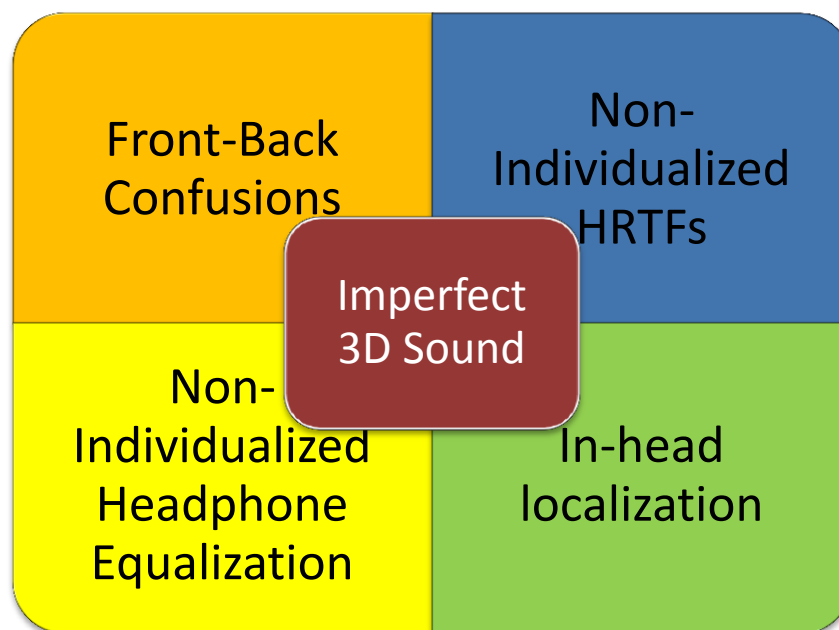 Front-Back
Confusions
Non-
Individualized
HRTFs
Imperfect
3D Sound
Non-
Individualized
Headphone
Equalization
In-head
localization